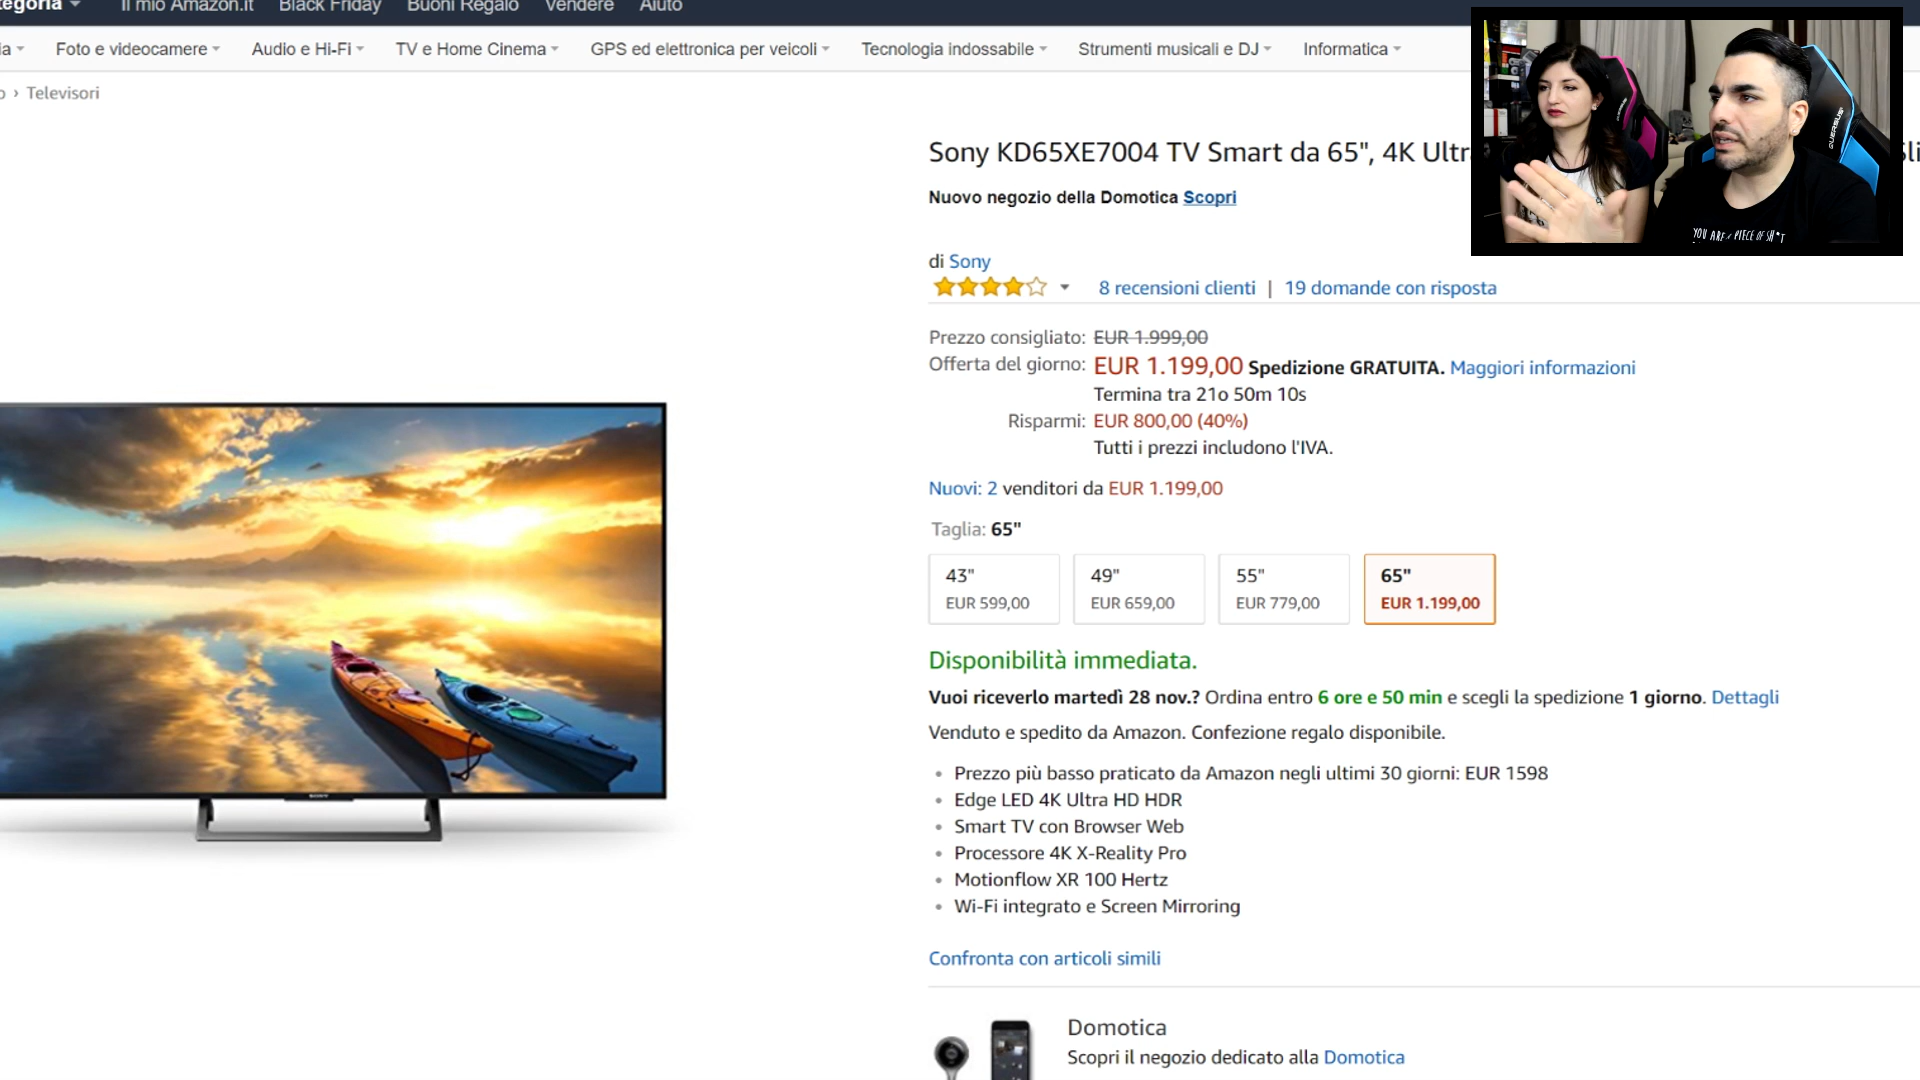 Il mio Amazon.it Black Friday Buoni Regalo Vendere Aiuto
Foto e videocamere Audio e Hi-Fi TV e Home Cinema GPS ed elettronica per veicoli Tecnologia indossabile Strumenti musicali e DJ Informatica
› Televisori
Sony KD65XE7004 TV Smart da 65", 4K Ultr
Nuovo negozio della Domotica Scopri
YOU ARE A PIECE OF SH*T
di Sony
8 recensioni clienti | 19 domande con risposta
Prezzo consigliato: EUR 1.999,00
Offerta del giorno: EUR 1.199,00 Spedizione GRATUITA. Maggiori informazioni
Termina tra 21o 50m 10s
Risparmi: EUR 800,00 (40%)
Tutti i prezzi includono l'IVA.
Nuovi: 2 venditori da EUR 1.199,00
Taglia: 65"
43" 49" 55" 65"
EUR 599,00 EUR 659,00 EUR 779,00 EUR 1.199,00
Disponibilità immediata.
Vuoi riceverlo martedì 28 nov.? Ordina entro 6 ore e 50 min e scegli la spedizione 1 giorno. Dettagli
Venduto e spedito da Amazon. Confezione regalo disponibile.
• Prezzo più basso praticato da Amazon negli ultimi 30 giorni: EUR 1598
• Edge LED 4K Ultra HD HDR
• Smart TV con Browser Web
• Processore 4K X-Reality Pro
• Motionflow XR 100 Hertz
• Wi-Fi integrato e Screen Mirroring
SONY
Confronta con articoli simili
Domotica
Scopri il negozio dedicato alla Domotica